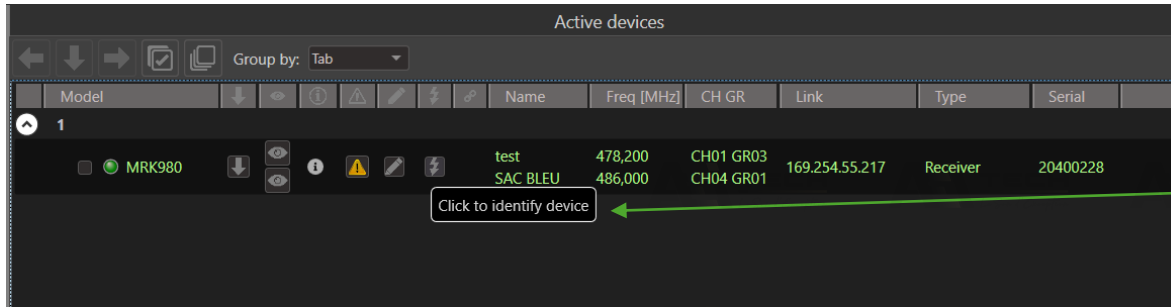 Active devices
Group by: Tab
Model Name Freq [MHz] CH GR Link Type Serial
1
MRK980 test 478,200 CH01 GR03 169.254.55.217 Receiver 20400228
SAC BLEU 486,000 CH04 GR01
Click to identify device